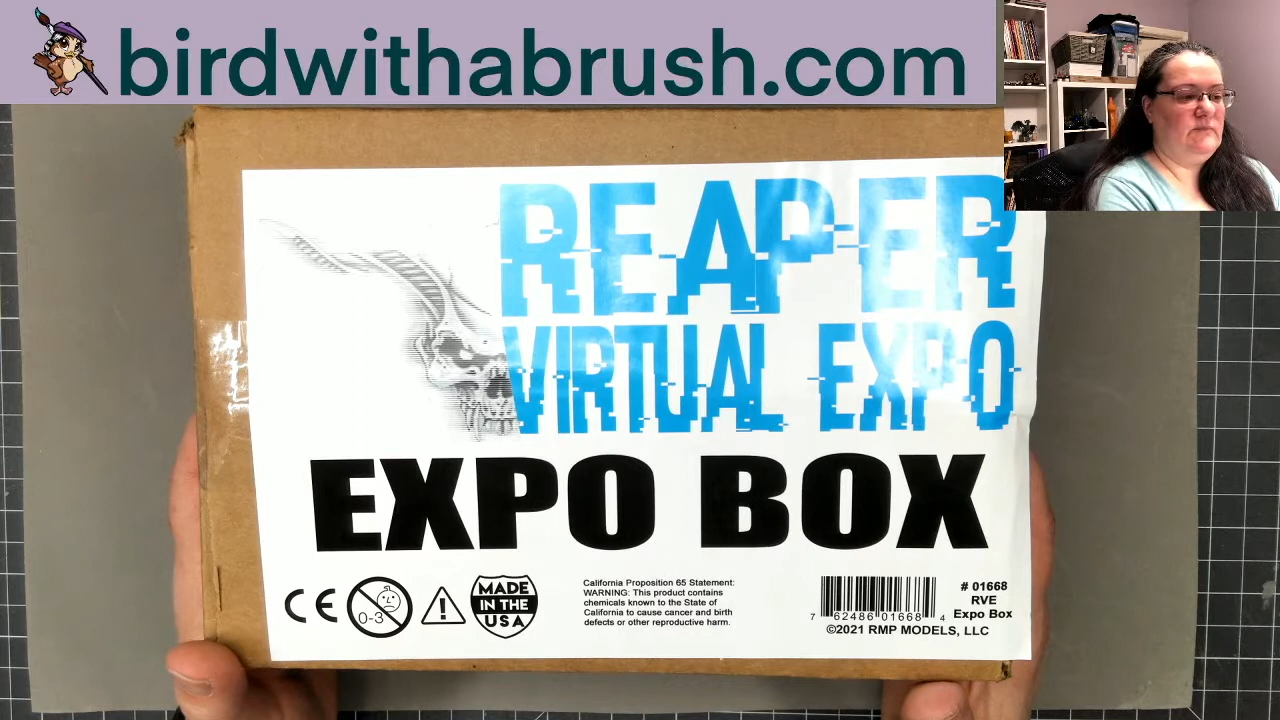 birdwithabrush.com
REAPER
VIRTUAL EXPO
EXPO BOX
CE
0-3
MADE
IN THE
USA
California Proposition 65 Statement:
WARNING: This product contains
chemicals known to the State of
California to cause cancer and birth
defects or other reproductive harm.
7 62486 01668 4
©2021 RMP MODELS, LLC
# 01668
RVE
Expo Box